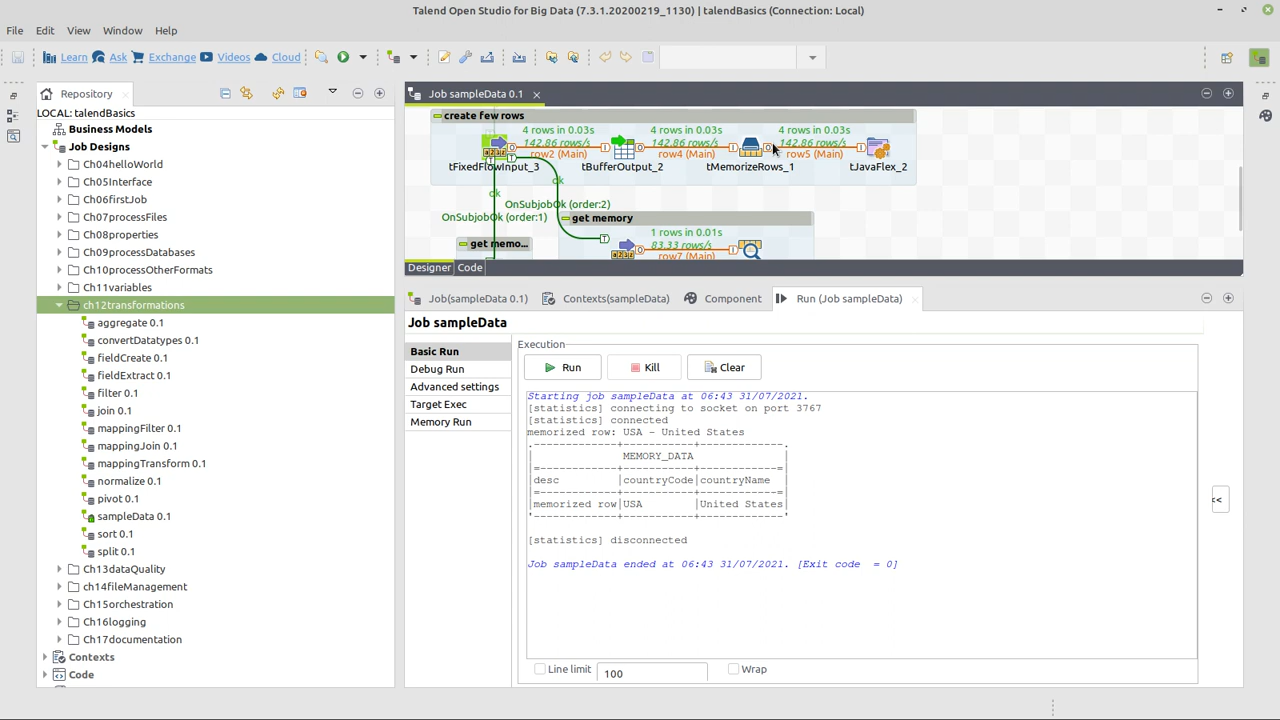 Talend Open Studio for Big Data (7.3.1.20200219_1130) | talendBasics (Connection: Local)
File Edit View Window Help
Learn Ask Exchange Videos Cloud
Repository
LOCAL: talendBasics
Business Models
Job Designs
Ch04helloWorld
Ch05Interface
Ch06firstJob
Ch07processFiles
Ch08properties
Ch09processDatabases
Ch10processOtherFormats
Ch11variables
ch12transformations
aggregate 0.1
convertDatatypes 0.1
fieldCreate 0.1
fieldExtract 0.1
filter 0.1
join 0.1
mappingFilter 0.1
mappingJoin 0.1
mappingTransform 0.1
normalize 0.1
pivot 0.1
sampleData 0.1
sort 0.1
split 0.1
Ch13dataQuality
ch14fileManagement
Ch15orchestration
Ch16logging
Ch17documentation
Contexts
Code
Job sampleData 0.1
create few rows
4 rows in 0.03s 4 rows in 0.03s 4 rows in 0.03s
142.86 rows/s 142.86 rows/s 142.86 rows/s
row2 (Main) row4 (Main) row5 (Main)
tFixedFlowInput_3 tBufferOutput_2 tMemorizeRows_1 tJavaFlex_2
ok
ok
OnSubjobOk (order:2)
OnSubjobOk (order:1)
get memory
1 rows in 0.01s
get memo...
83.33 rows/s
row7 (Main)
Designer Code
Job(sampleData 0.1) Contexts(sampleData) Component Run (Job sampleData)
Job sampleData
Basic Run
Debug Run
Advanced settings
Target Exec
Memory Run
Execution
Run Kill Clear
Starting job sampleData at 06:43 31/07/2021.
[statistics] connecting to socket on port 3767
[statistics] connected
memorized row: USA - United States
.------------+-----------+-------------.
| MEMORY_DATA |
|=-----------+-----------+------------=|
|desc |countryCode|countryName |
|=-----------+-----------+------------=|
|memorized row|USA |United States|
'------------+-----------+-------------'
[statistics] disconnected
Job sampleData ended at 06:43 31/07/2021. [Exit code = 0]
<<
Line limit 100 Wrap